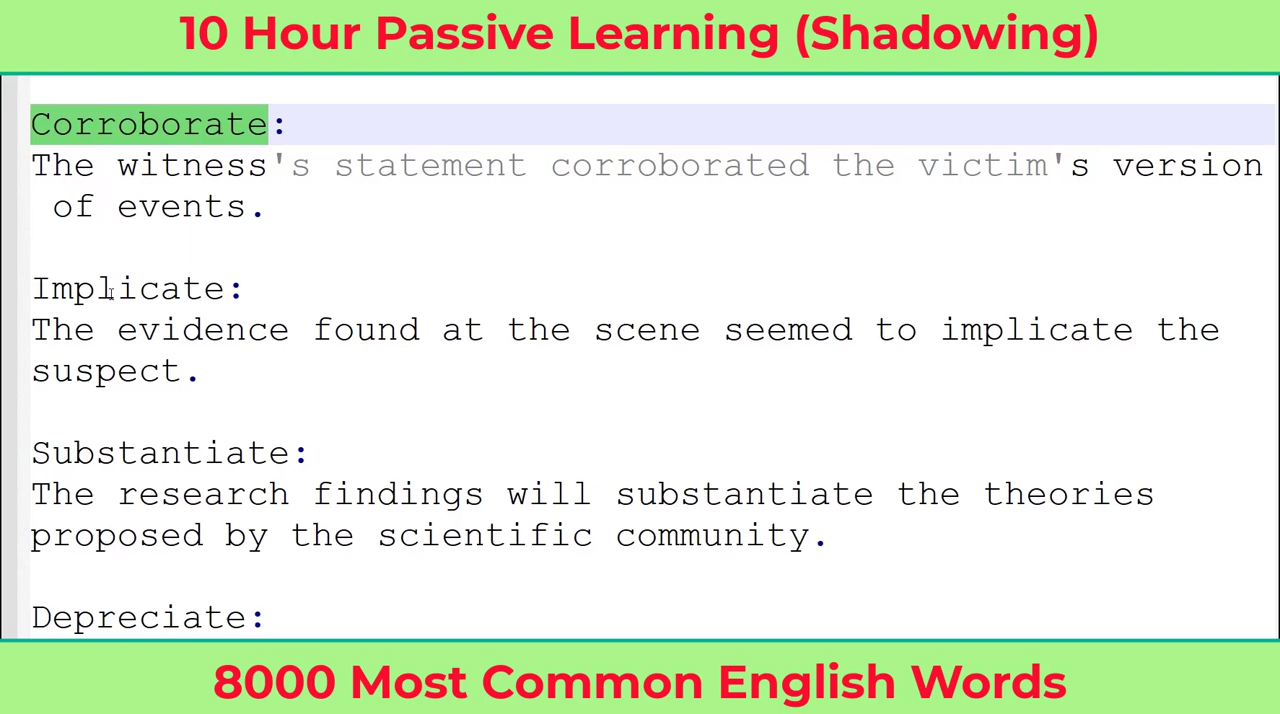 10 Hour Passive Learning (Shadowing)
Corroborate:
The witness's statement corroborated the victim's version
of events.
Implicate:
The evidence found at the scene seemed to implicate the
suspect.
Substantiate:
The research findings will substantiate the theories
proposed by the scientific community.
Depreciate:
8000 Most Common English Words